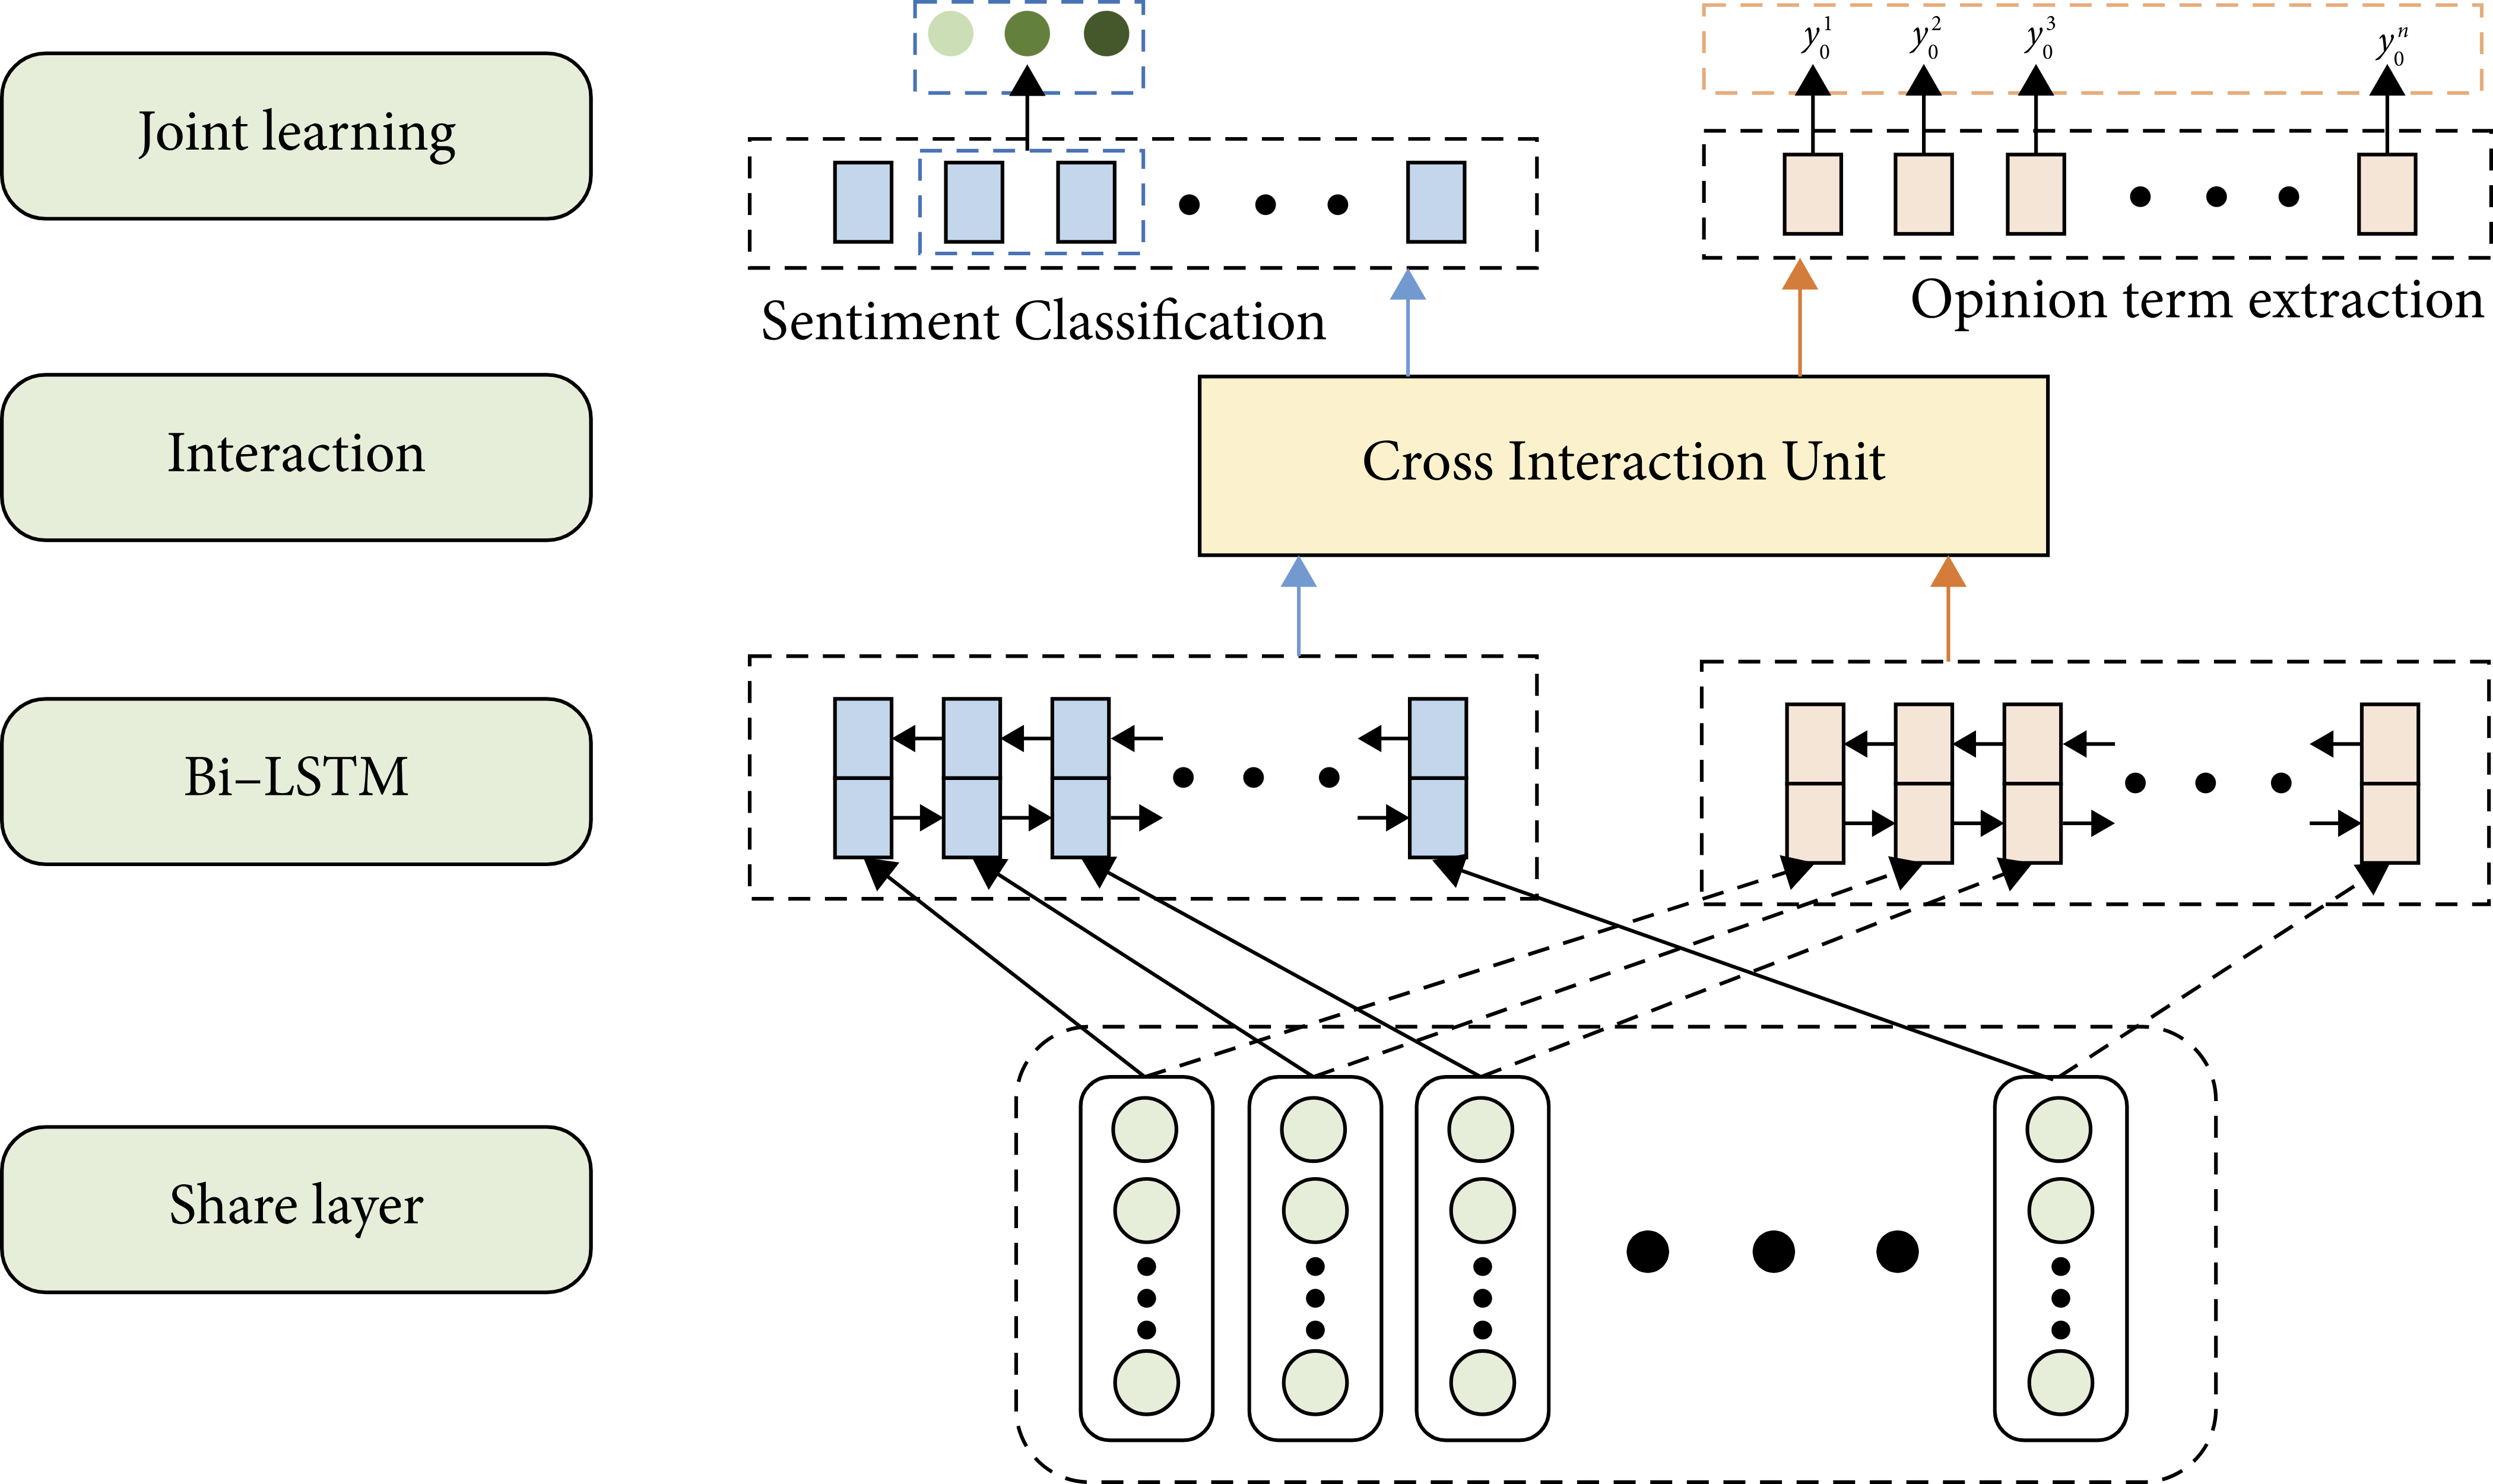 Joint learning
y_0^1 y_0^2 y_0^3 y_0^n
Sentiment Classification
Opinion term extraction
Interaction
Cross Interaction Unit
Bi–LSTM
Share layer